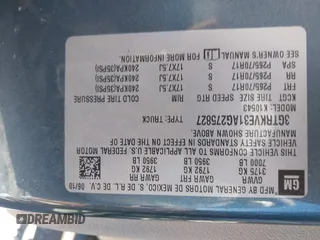 GM
MFD BY GENERAL MOTORS DE MEXICO, S. DE R.L. DE C.V.
06/10 GVWR GAWR FRT GAWR RR
3175 KG 1792 KG 1792 KG
7000 LB 3950 LB 3950 LB
THIS VEHICLE CONFORMS TO ALL APPLICABLE U.S. FEDERAL MOTOR
VEHICLE SAFETY STANDARDS IN EFFECT ON THE DATE OF
MANUFACTURE SHOWN ABOVE.
TYPE: TRUCK
MODEL: K10543
TIRE SIZE SPEED RTG RIM COLD TIRE PRESSURE
FRT P265/70R17 S 17X7.5J 240KPA(35PSI)
RR P265/70R17 S 17X7.5J 240KPA(35PSI)
SPA P265/70R17 S 17X7.5J 240KPA(35PSI)
SEE OWNER'S MANUAL FOR MORE INFORMATION.